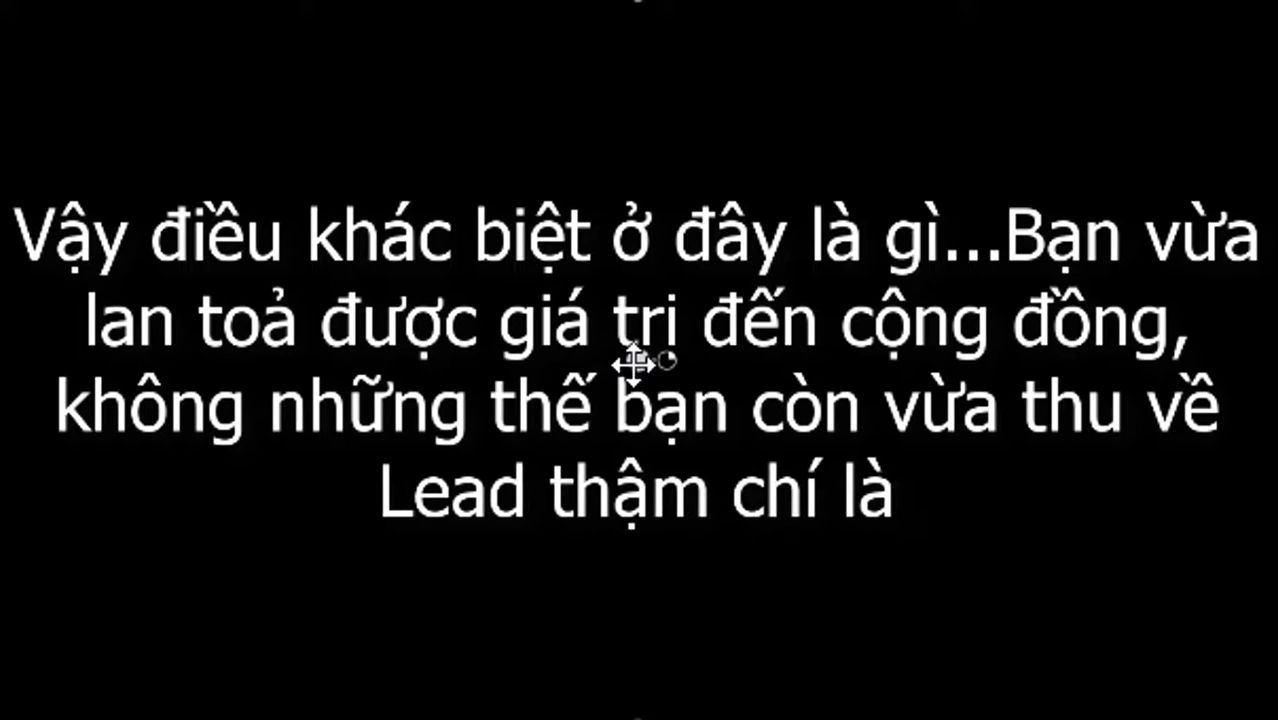 Vậy điều khác biệt ở đây là gì...Bạn vừa
lan toả được giá trị đến cộng đồng,
không những thế bạn còn vừa thu về
Lead thậm chí là